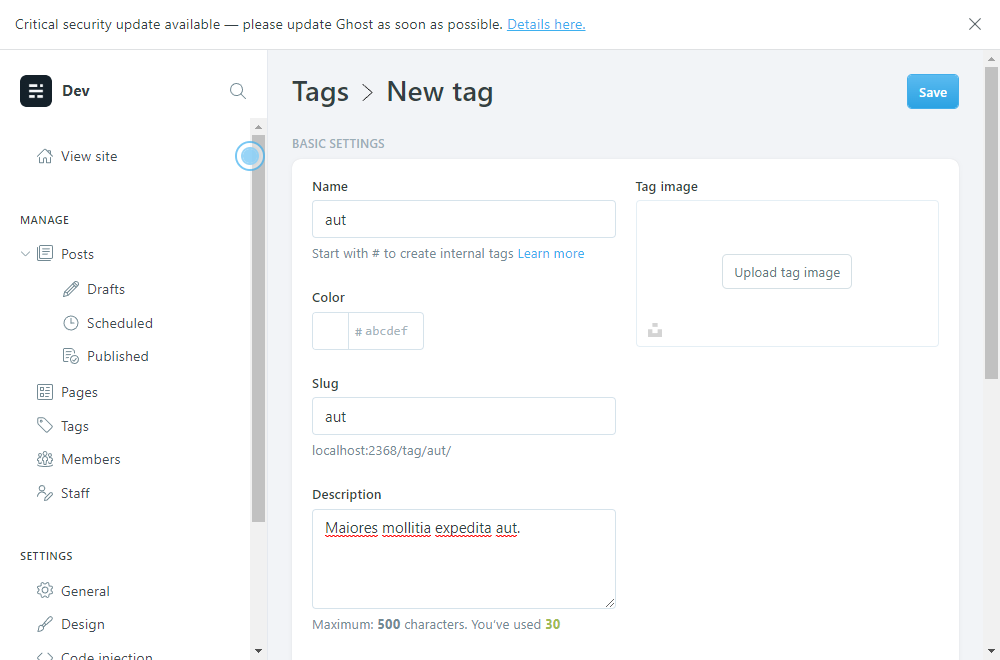 Critical security update available — please update Ghost as soon as possible. Details here.
Dev
Tags > New tag
Save
View site
BASIC SETTINGS
Name
aut
Start with # to create internal tags Learn more
Tag image
Upload tag image
MANAGE
Posts
Drafts
Scheduled
Published
Pages
Tags
Members
Staff
Color
# abcdef
Slug
aut
localhost:2368/tag/aut/
Description
Maiores mollitia expedita aut.
Maximum: 500 characters. You've used 30
SETTINGS
General
Design
Code injection